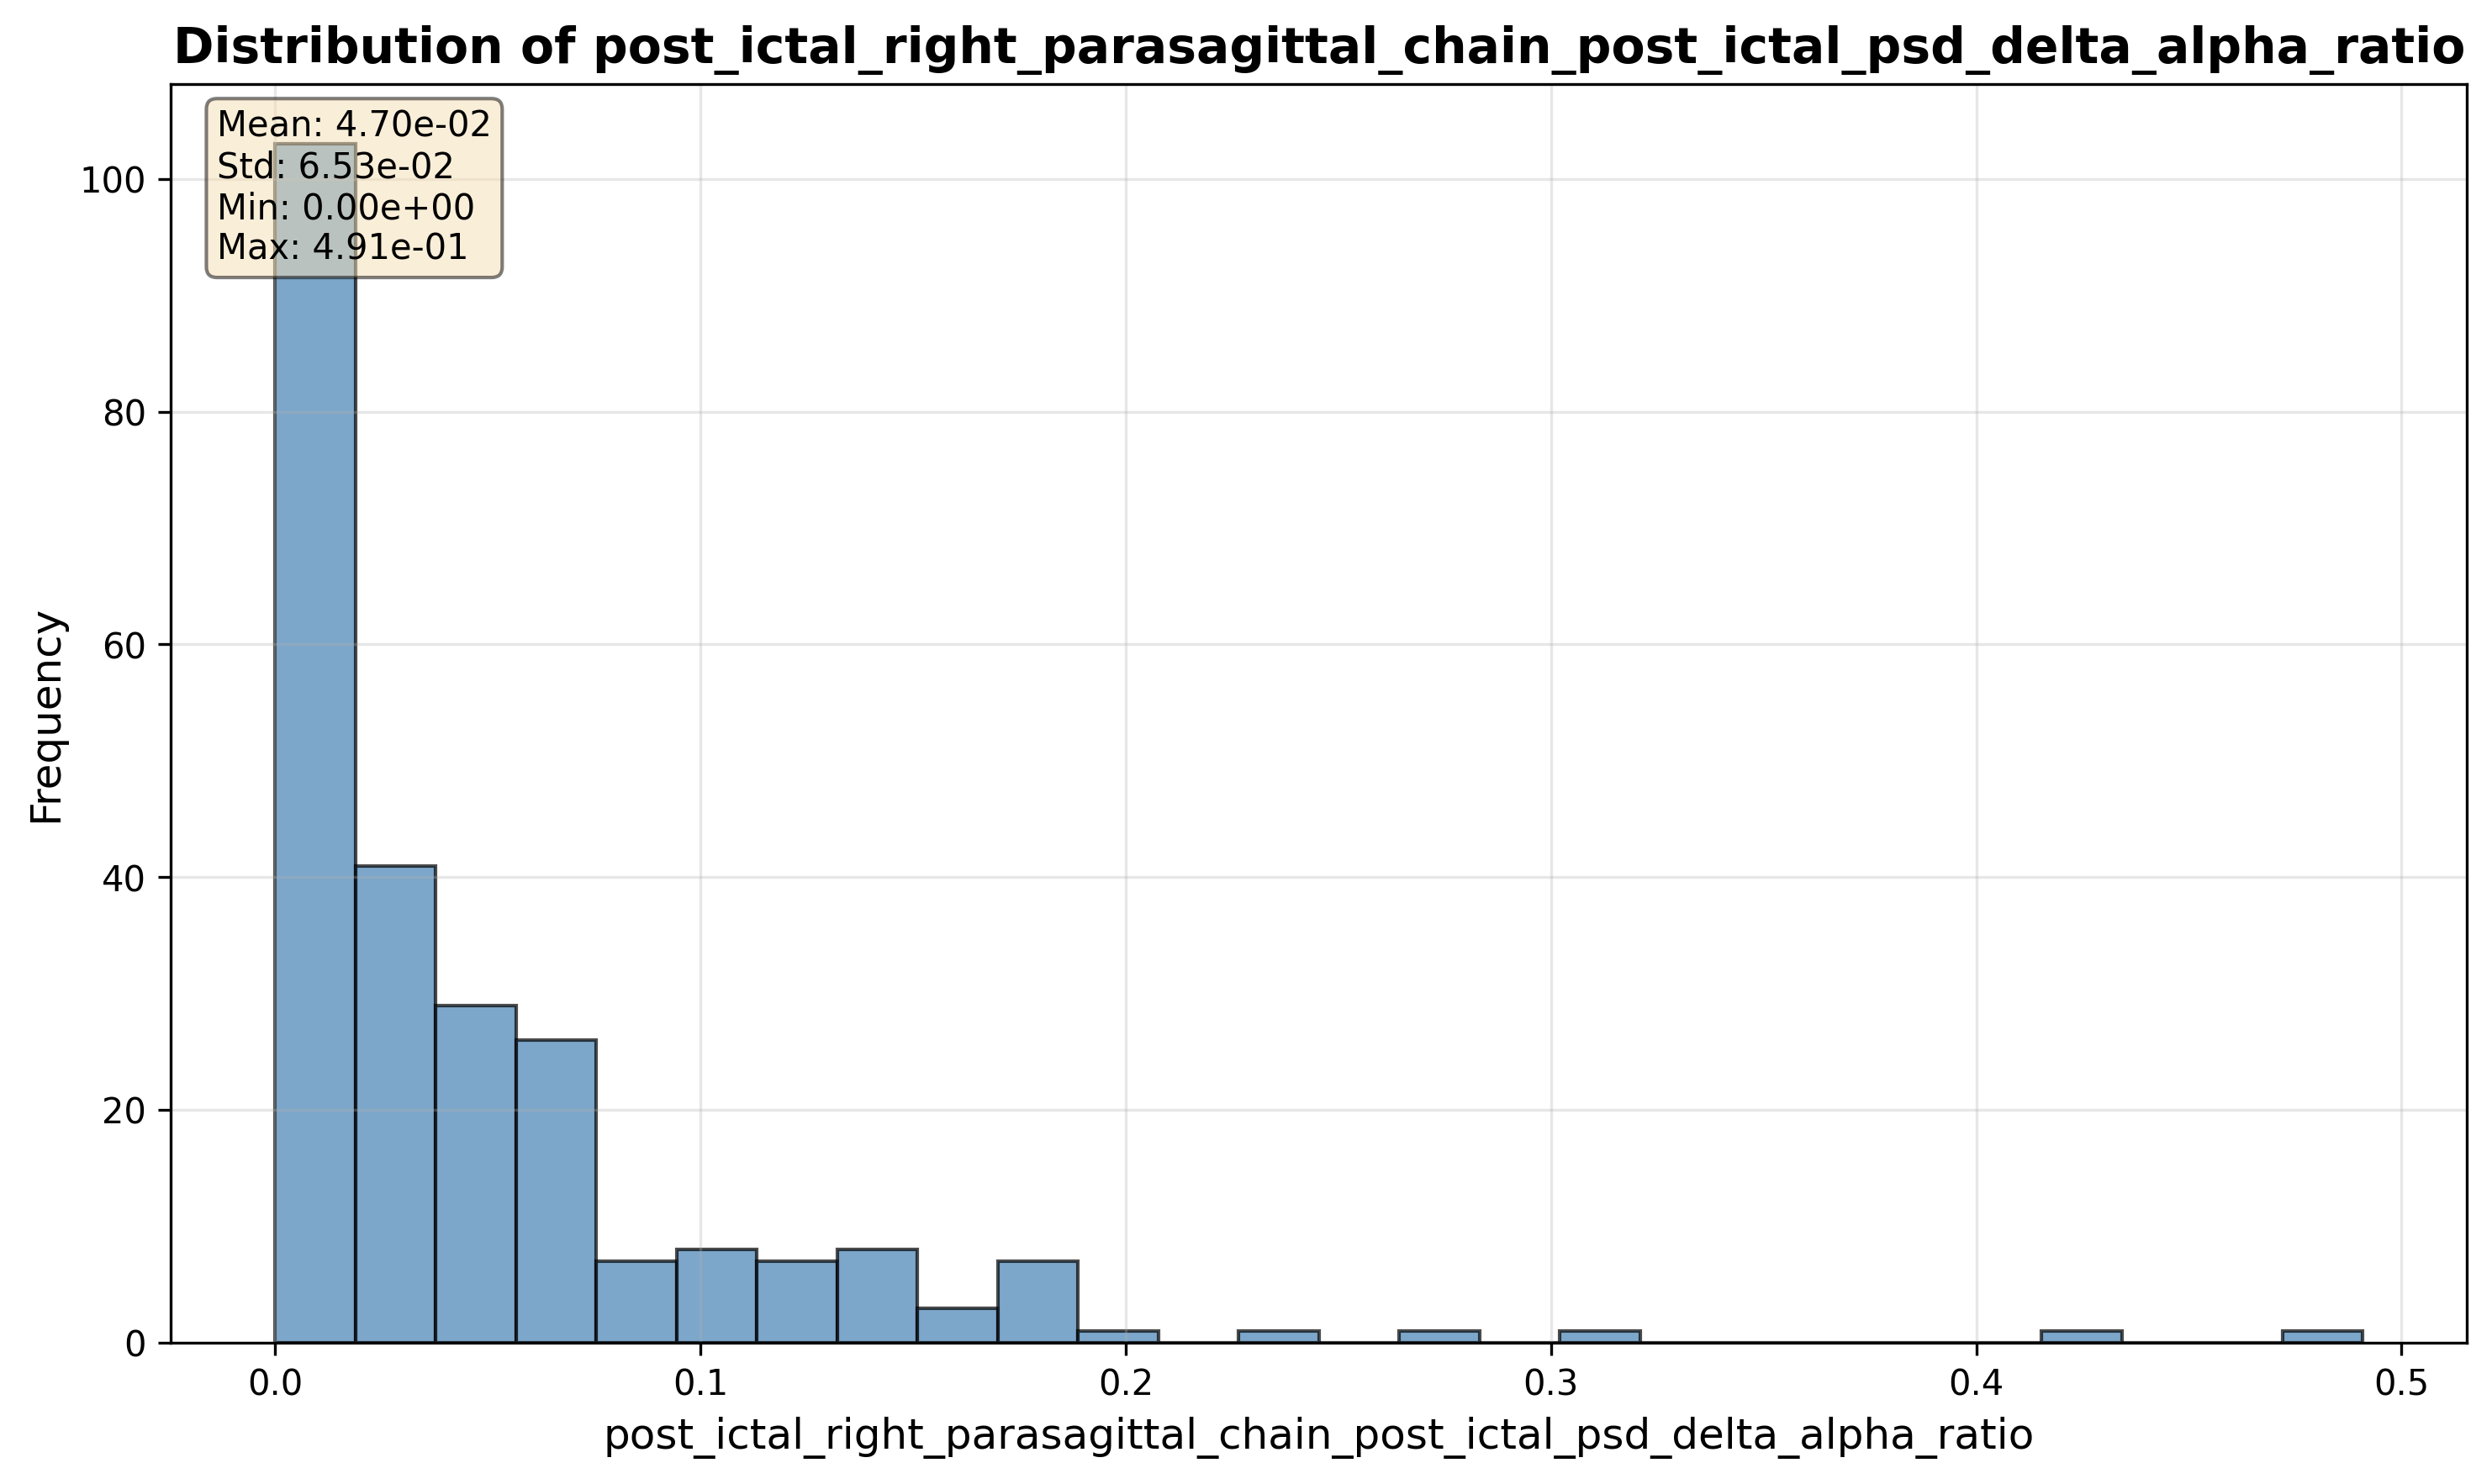 Distribution of post_ictal_right_parasagittal_chain_post_ictal_psd_delta_alpha_ratio
Mean: 4.70e-02
Std: 6.53e-02
Min: 0.00e+00
Max: 4.91e-01
100
80
60
40
20
0
Frequency
0.0 0.1 0.2 0.3 0.4 0.5
post_ictal_right_parasagittal_chain_post_ictal_psd_delta_alpha_ratio